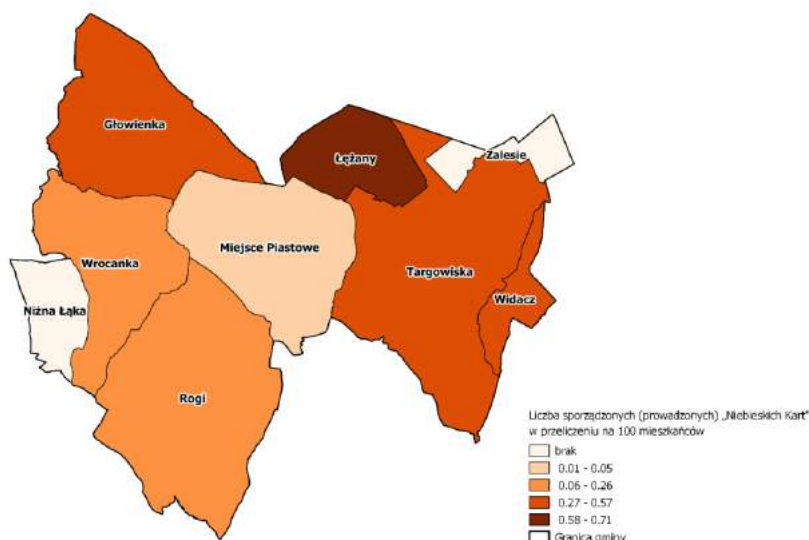 Głowienka
Łężany
Zalesie
Miejsce Piastowe
Wrocanka
Targowiska
Widacz
Niżna Łąka
Rogi
Liczba sporządzonych (prowadzonych) „Niebieskich Kart"
w przeliczeniu na 100 mieszkańców
brak
0.01 - 0.05
0.06 - 0.26
0.27 - 0.57
0.58 - 0.71
Granica gminy